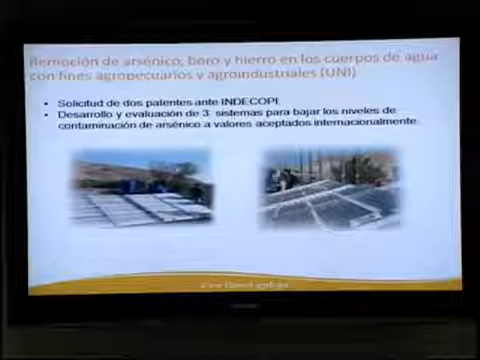 Remoción de arsénico, boro y hierro en los cuerpos de agua
con fines agropecuarios y agroindustriales (UNI)
• Solicitud de dos patentes ante INDECOPI.
• Desarrollo y evaluación de 3 sistemas para bajar los niveles de
contaminación de arsénico a valores aceptados internacionalmente.